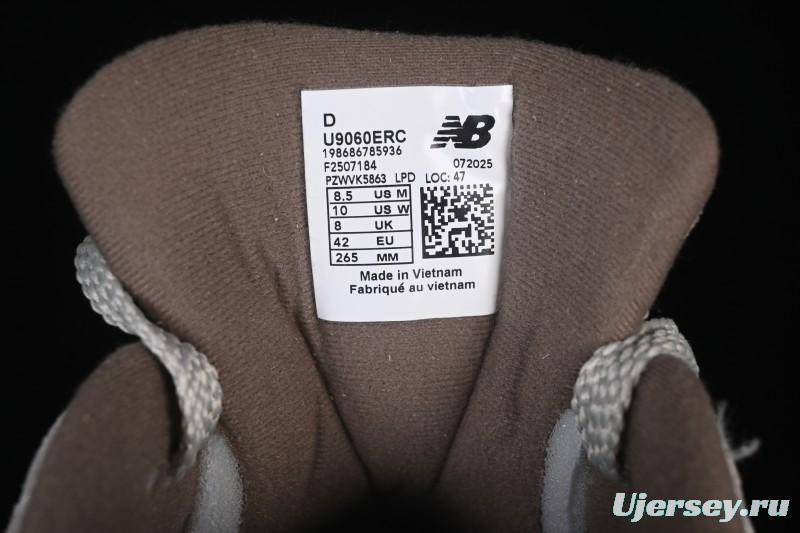 D
U9060ERC
198686785936
F2507184 072025
PZWVK5863 LPD LOC: 47
NB
8.5 US M
10 US W
8 UK
42 EU
265 MM
Made in Vietnam
Fabriqué au vietnam
Ujersey.ru